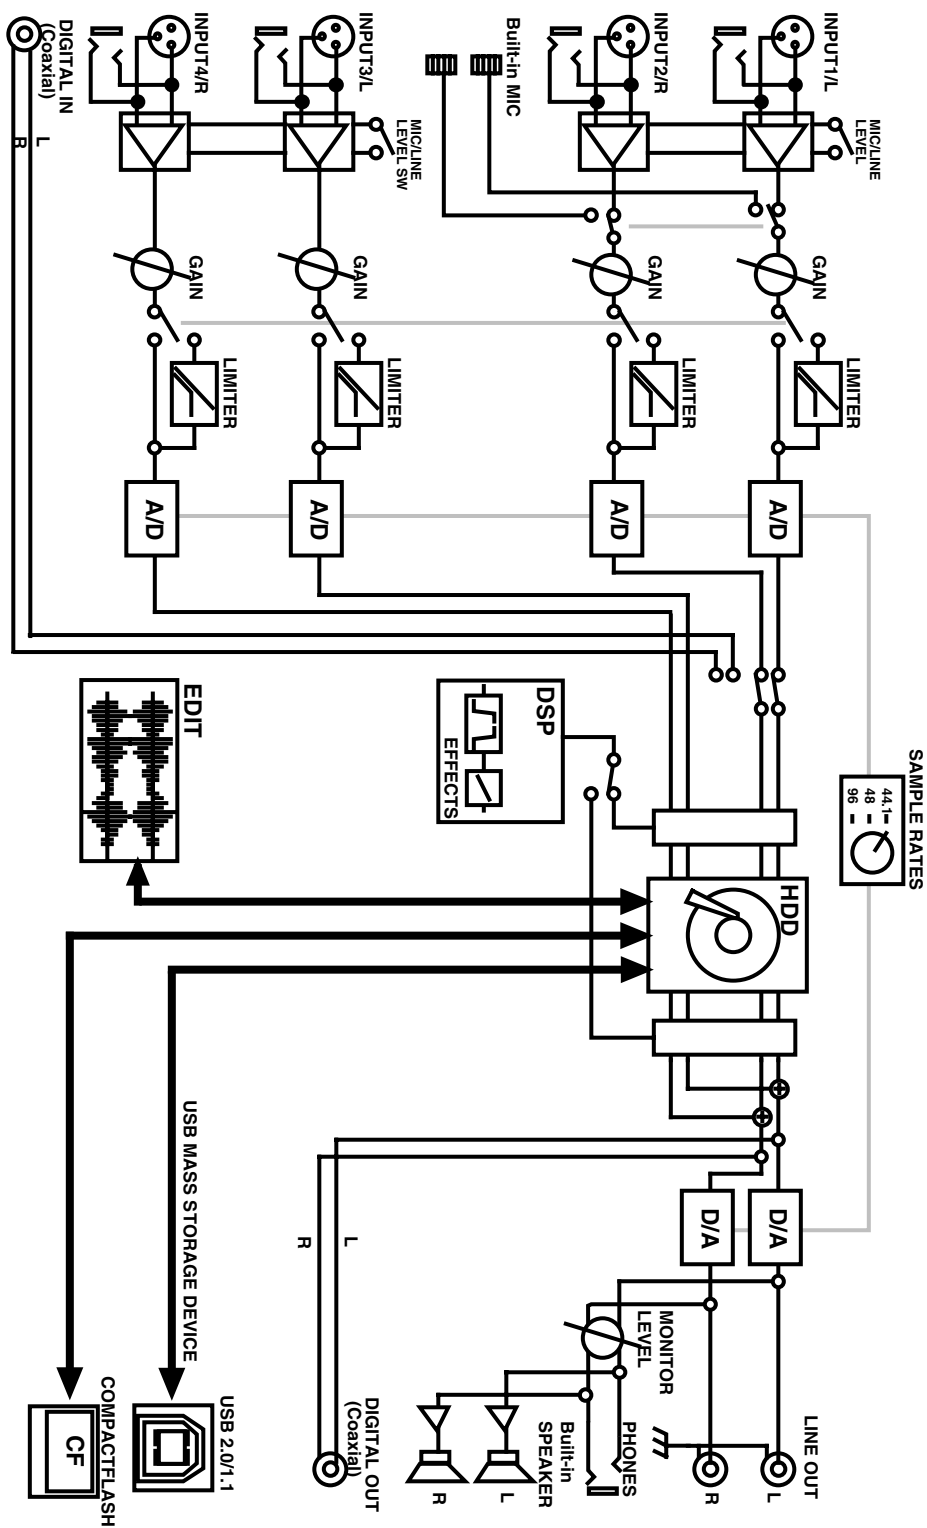 INPUT1/L
MIC/LINE
LEVEL
GAIN
LIMITER
A/D
SAMPLE RATES
44.1
48
96
HDD
D/A
LINE OUT
L
R
INPUT2/R
GAIN
LIMITER
A/D
D/A
MONITOR
LEVEL
PHONES
Built-in MIC
DSP
EFFECTS
Built-in
SPEAKER
L
R
INPUT3/L
MIC/LINE
LEVEL SW
GAIN
LIMITER
A/D
L
R
DIGITAL OUT
(Coaxial)
INPUT4/R
GAIN
LIMITER
A/D
EDIT
USB MASS STORAGE DEVICE
USB 2.0/1.1
DIGITAL IN
(Coaxial)
L
R
COMPACTFLASH
CF